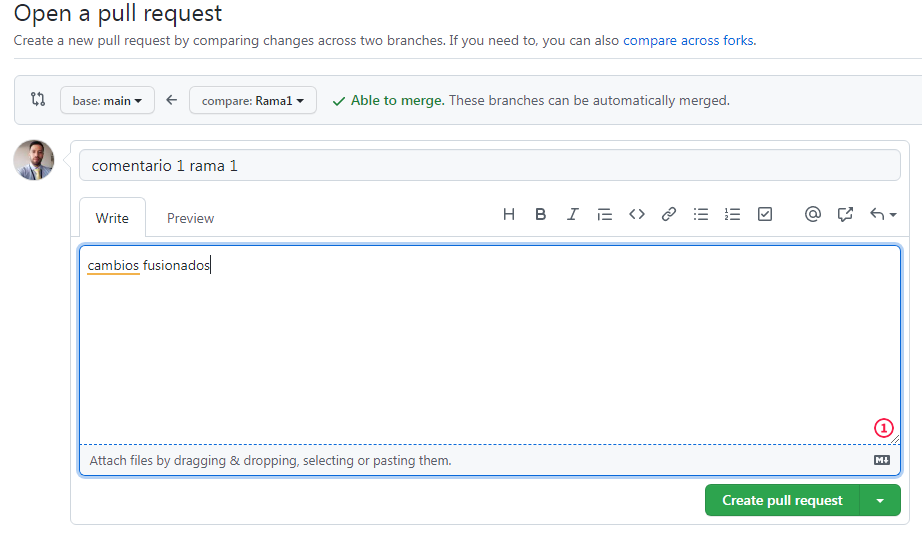 Open a pull request
Create a new pull request by comparing changes across two branches. If you need to, you can also compare across forks.
base: main
compare: Rama1
Able to merge. These branches can be automatically merged.
comentario 1 rama 1
Write
Preview
cambios fusionados
1
Attach files by dragging & dropping, selecting or pasting them.
Create pull request